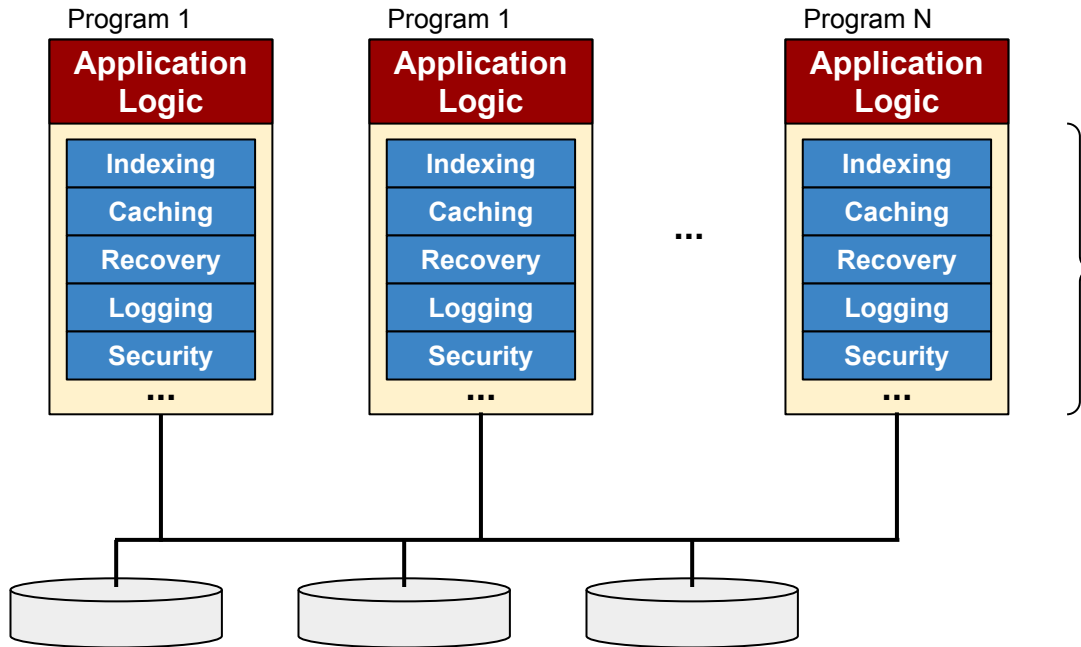 Program 1
Program 1
Program N
Application
Logic
Application
Logic
Application
Logic
Indexing
Caching
Recovery
Logging
Security
...
Indexing
Caching
Recovery
Logging
Security
...
...
Indexing
Caching
Recovery
Logging
Security
...